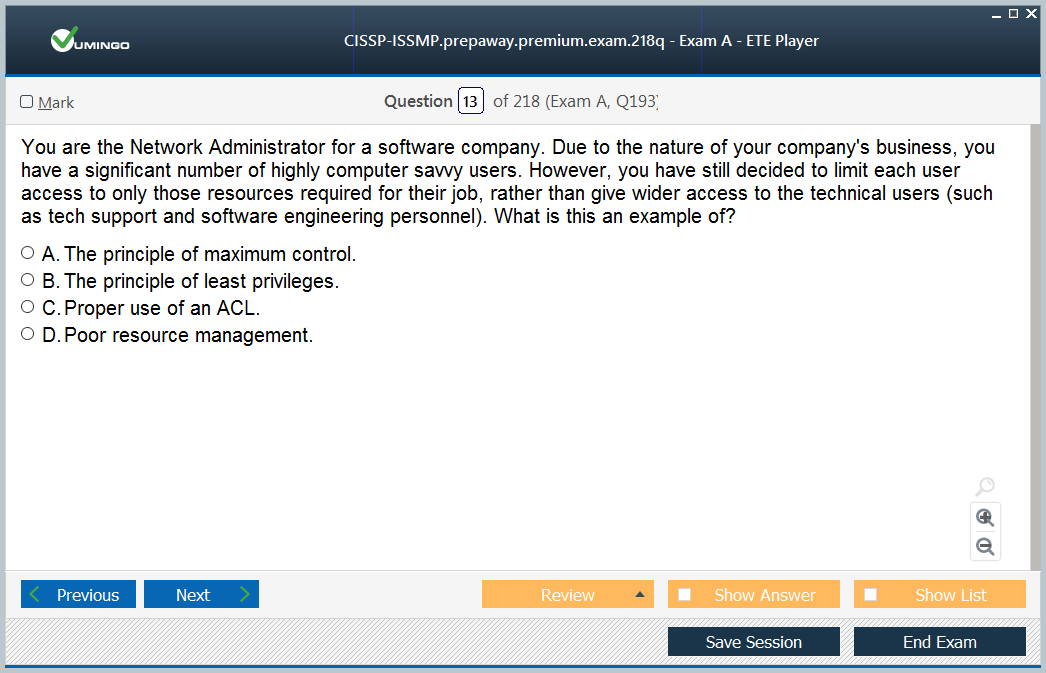 VUMINGO
CISSP-ISSMP.prepaway.premium.exam.218q - Exam A - ETE Player
Mark
Question 13 of 218 (Exam A, Q193)
You are the Network Administrator for a software company. Due to the nature of your company's business, you
have a significant number of highly computer savvy users. However, you have still decided to limit each user
access to only those resources required for their job, rather than give wider access to the technical users (such
as tech support and software engineering personnel). What is this an example of?
A. The principle of maximum control.
B. The principle of least privileges.
C. Proper use of an ACL.
D. Poor resource management.
Previous
Next
Review
Show Answer
Show List
Save Session
End Exam